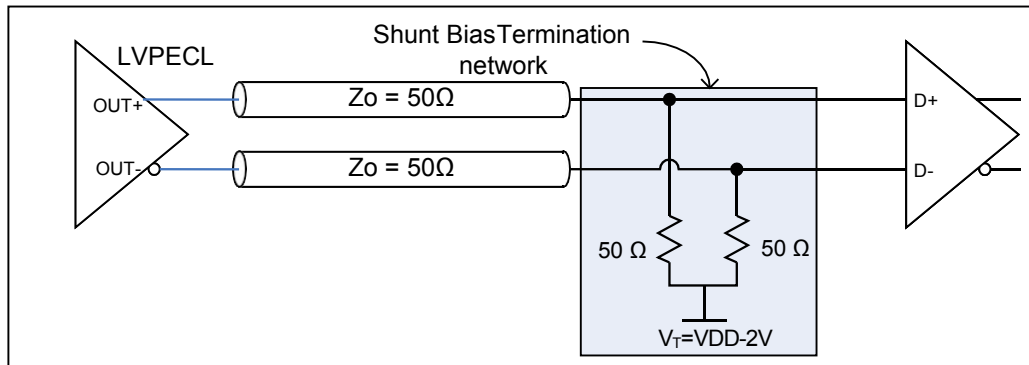 Shunt BiasTermination
network
LVPECL
OUT+
Zo = 50Ω
D+
OUT-
Zo = 50Ω
D-
50 Ω
50 Ω
VT=VDD-2V